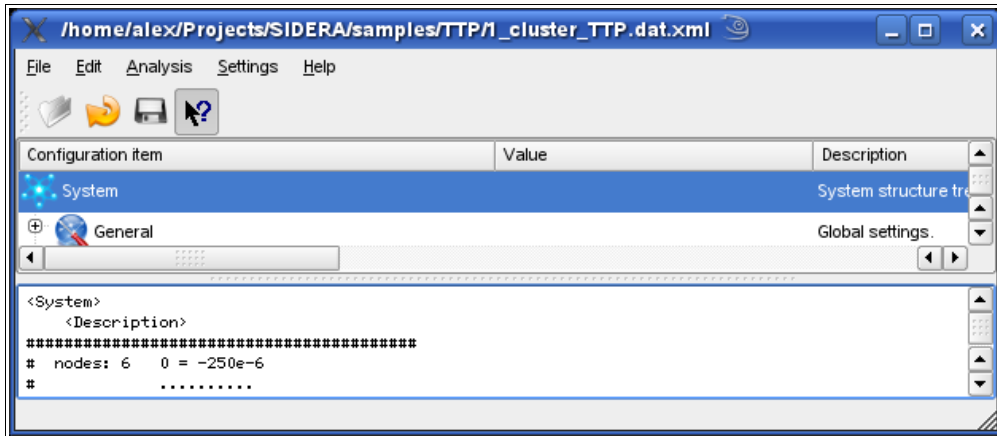 /home/alex/Projects/SIDERA/samples/TTP/1_cluster_TTP.dat.xml
File Edit Analysis Settings Help
Configuration item Value Description
System System structure tre
General Global settings.
<System>
<Description>
#########################################
# nodes: 6 0 = -250e-6
# ..........